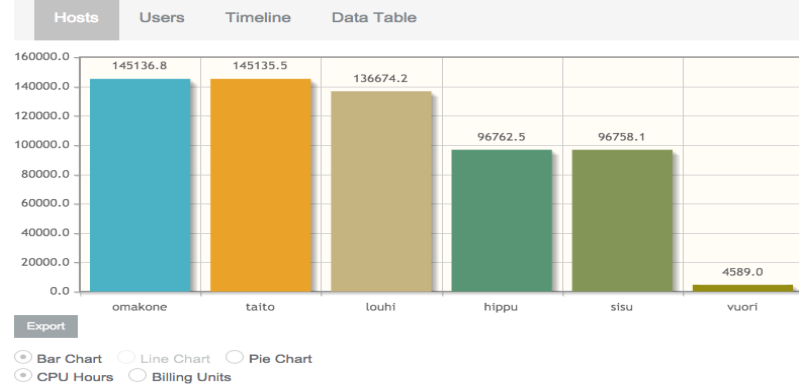 Hosts Users Timeline Data Table
160000.0
140000.0
120000.0
100000.0
80000.0
60000.0
40000.0
20000.0
0.0
145136.8 145135.5 136674.2 96762.5 96758.1 4589.0
omakone taito louhi hippu sisu vuori
Export
Bar Chart Line Chart Pie Chart
CPU Hours Billing Units